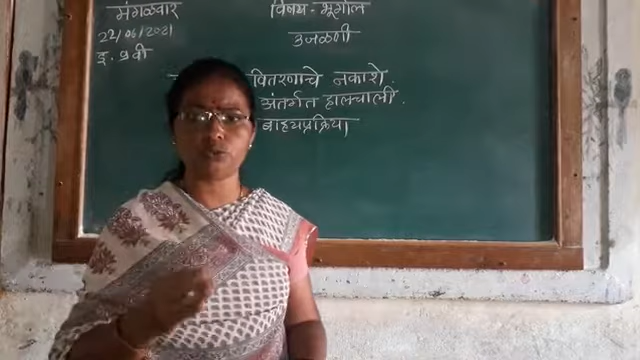 मंगळवार
विषय - भूगोल
22/06/2021
उजळणी
इ. ९वी
वितरणाचे नकाशे.
अंतर्गत हालचाली.
बाह्यप्रक्रिया